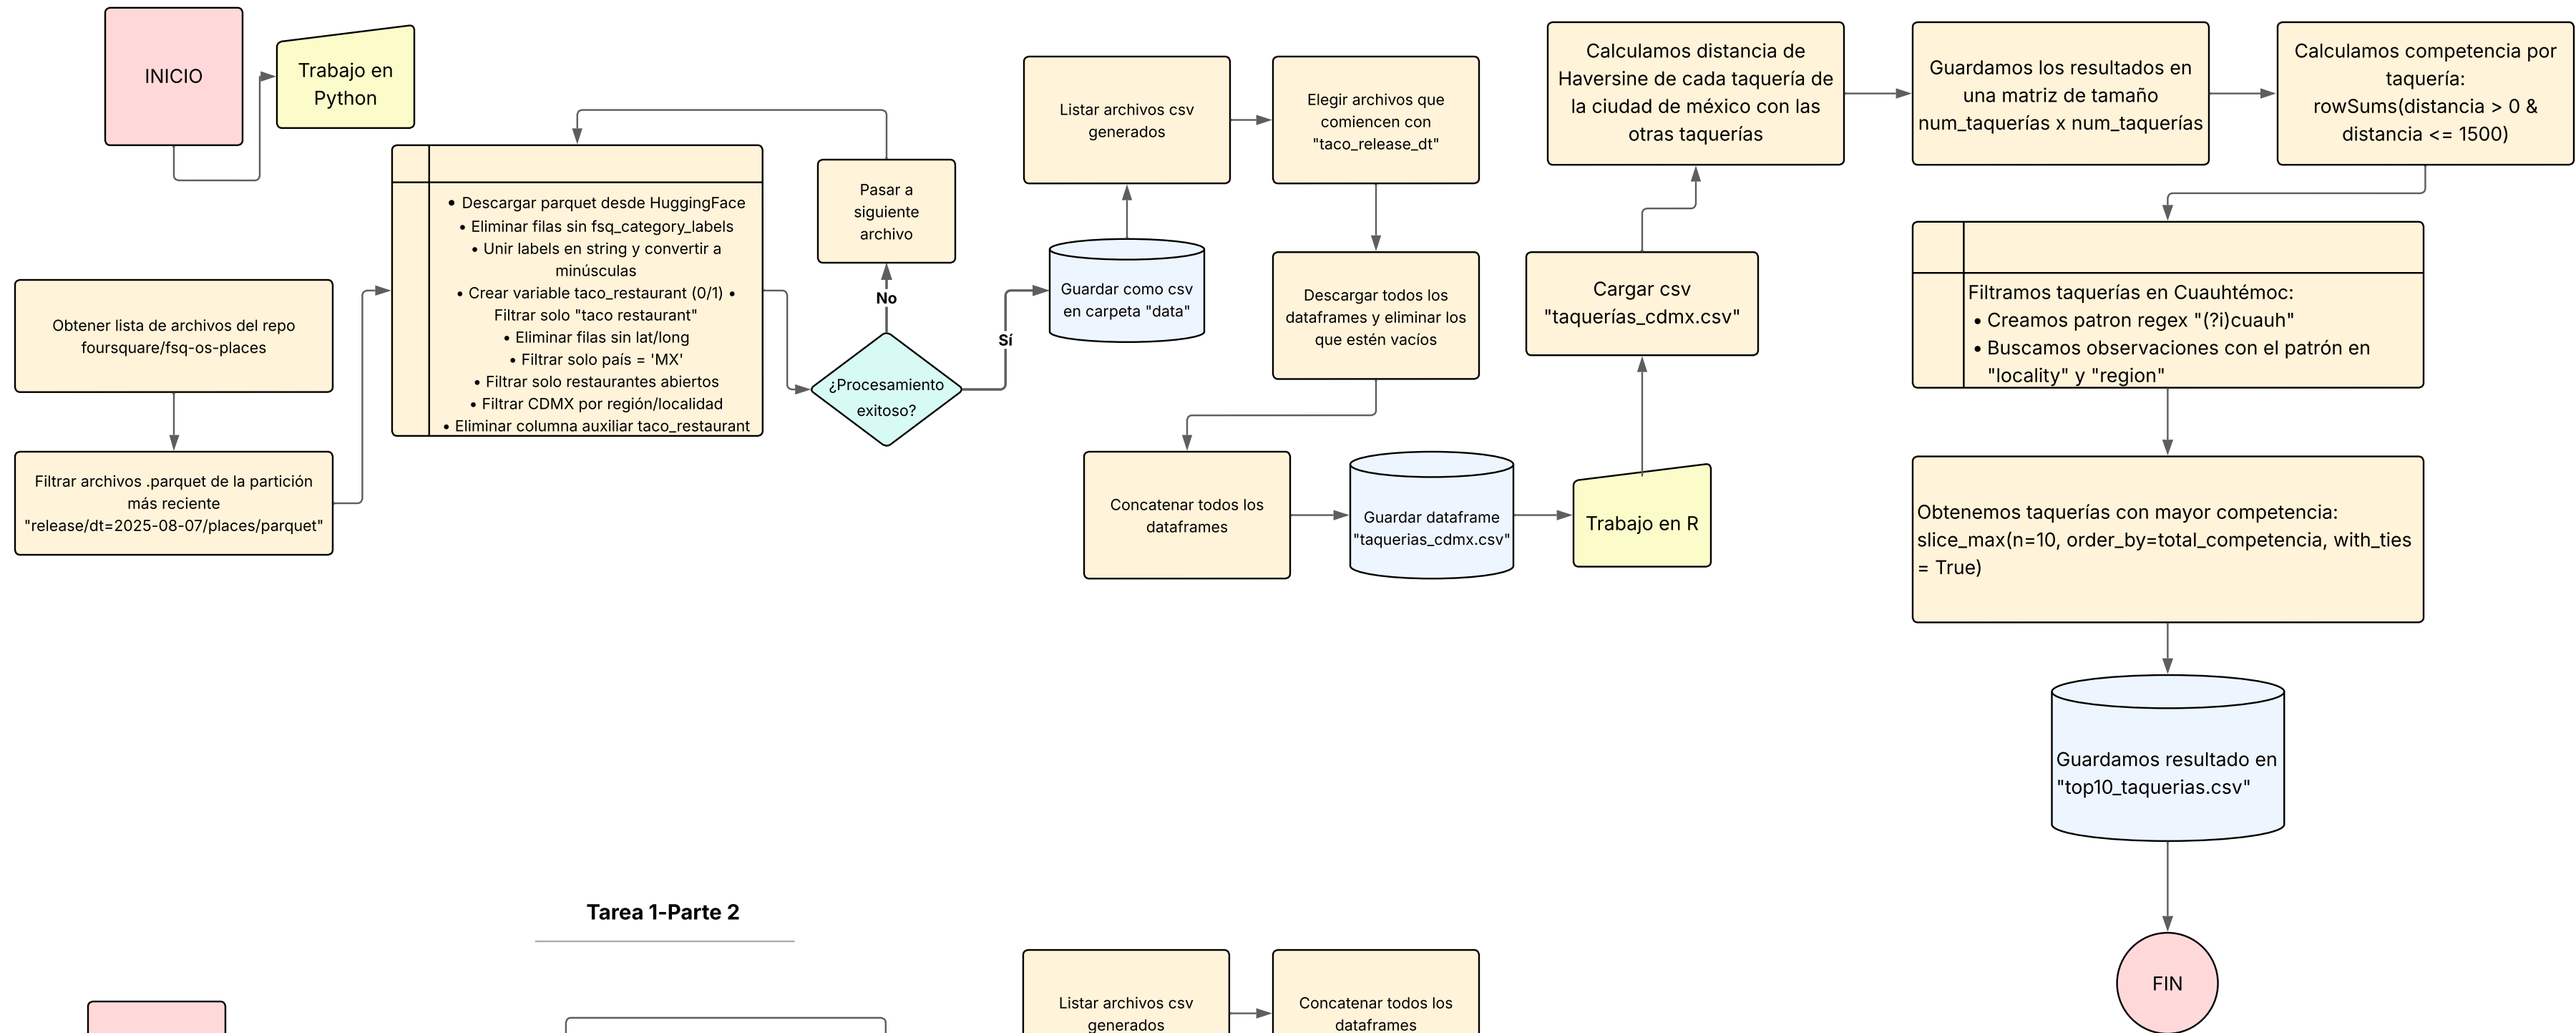 INICIO
Trabajo en
Python
Obtener lista de archivos del repo
foursquare/fsq-os-places
Filtrar archivos .parquet de la partición
más reciente
"release/dt=2025-08-07/places/parquet"
• Descargar parquet desde HuggingFace
• Eliminar filas sin fsq_category_labels
• Unir labels en string y convertir a
minúsculas
• Crear variable taco_restaurant (0/1) •
Filtrar solo "taco restaurant"
• Eliminar filas sin lat/long
• Filtrar solo país = 'MX'
• Filtrar solo restaurantes abiertos
• Filtrar CDMX por región/localidad
• Eliminar columna auxiliar taco_restaurant
Pasar a
siguiente
archivo
No
¿Procesamiento
exitoso?
Sí
Guardar como csv
en carpeta "data"
Listar archivos csv
generados
Elegir archivos que
comiencen con
"taco_release_dt"
Descargar todos los
dataframes y eliminar los
que estén vacíos
Concatenar todos los
dataframes
Guardar dataframe
"taquerias_cdmx.csv"
Trabajo en R
Cargar csv
"taquerías_cdmx.csv"
Calculamos distancia de
Haversine de cada taquería de
la ciudad de méxico con las
otras taquerías
Guardamos los resultados en
una matriz de tamaño
num_taquerías x num_taquerías
Calculamos competencia por
taquería:
rowSums(distancia > 0 &
distancia <= 1500)
Filtramos taquerías en Cuauhtémoc:
• Creamos patron regex "(?i)cuauh"
• Buscamos observaciones con el patrón en
"locality" y "region"
Obtenemos taquerías con mayor competencia:
slice_max(n=10, order_by=total_competencia, with_ties
= True)
Guardamos resultado en
"top10_taquerias.csv"
FIN
Tarea 1-Parte 2
Listar archivos csv
generados
Concatenar todos los
dataframes